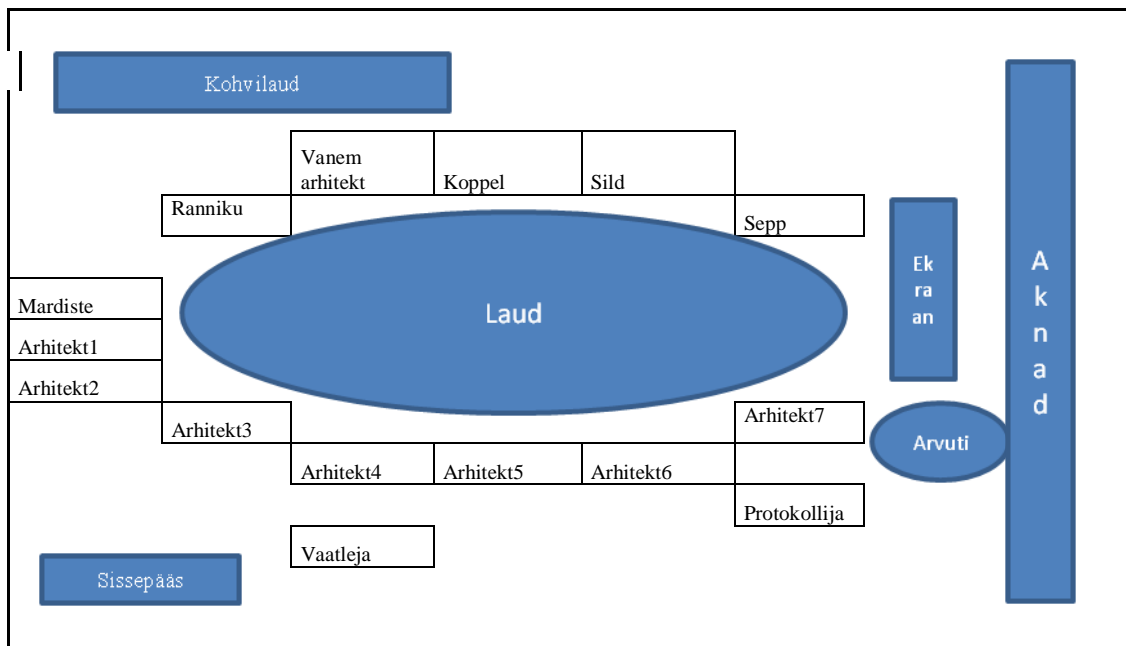 Kohvilaud
Vanem
arhitekt
Koppel
Sild
Ranniku
Sepp
Ek
ra
an
A
k
n
a
d
Laud
Mardiste
Arhitekt1
Arhitekt2
Arhitekt3
Arhitekt7
Arvuti
Arhitekt4
Arhitekt5
Arhitekt6
Protokollija
Vaatleja
Sissepääs